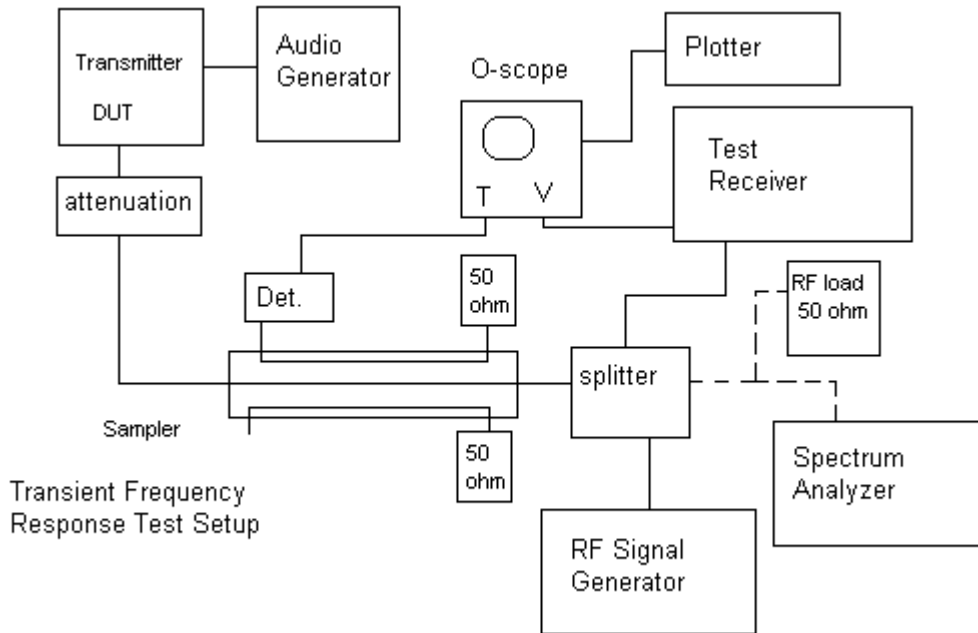 Transmitter
DUT
Audio
Generator
O-scope
T V
Plotter
Test
Receiver
attenuation
Det.
50
ohm
RF load
50 ohm
splitter
Sampler
50
ohm
Spectrum
Analyzer
Transient Frequency
Response Test Setup
RF Signal
Generator